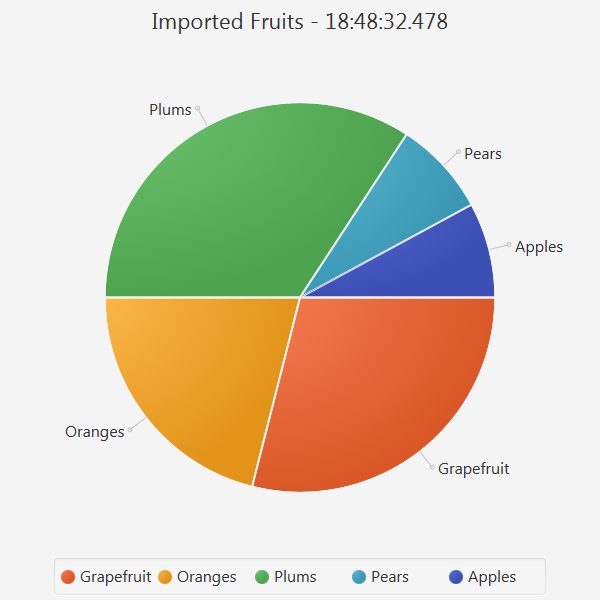 Imported Fruits - 18:48:32.478
Plums
Pears
Apples
Oranges
Grapefruit
Grapefruit Oranges Plums Pears Apples